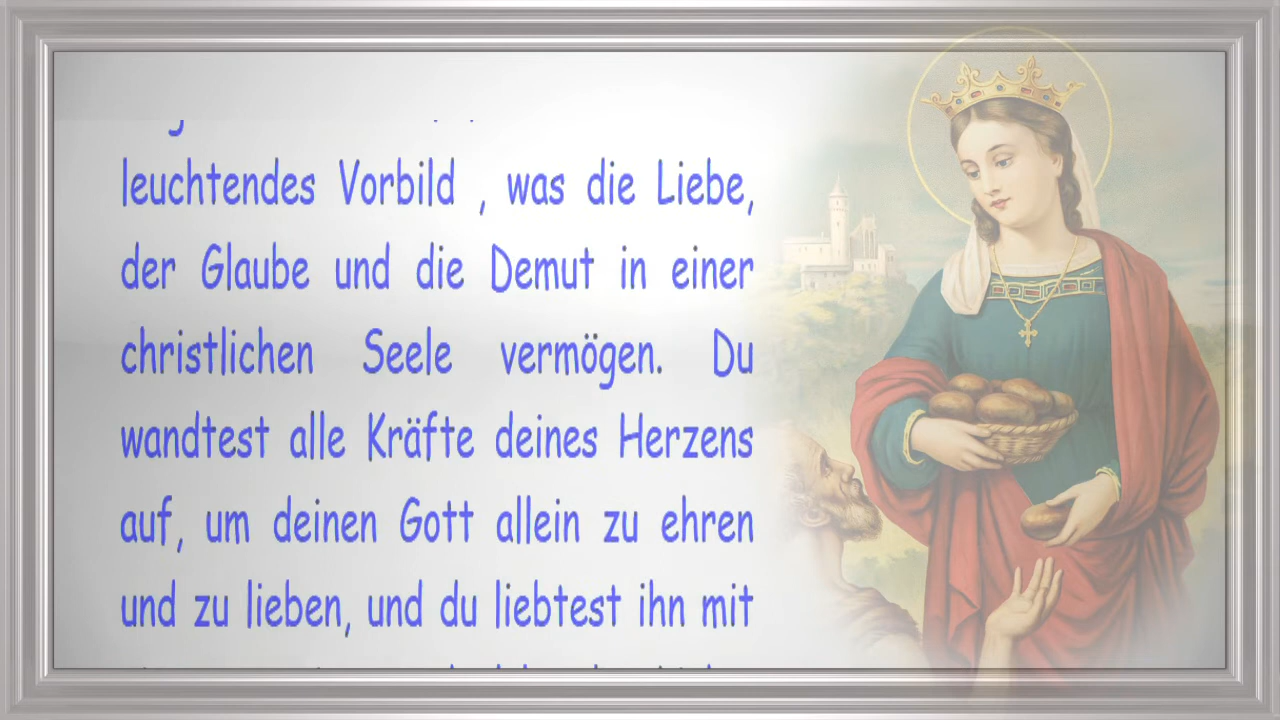 leuchtendes Vorbild , was die Liebe,
der Glaube und die Demut in einer
christlichen Seele vermögen. Du
wandtest alle Kräfte deines Herzens
auf, um deinen Gott allein zu ehren
und zu lieben, und du liebtest ihn mit